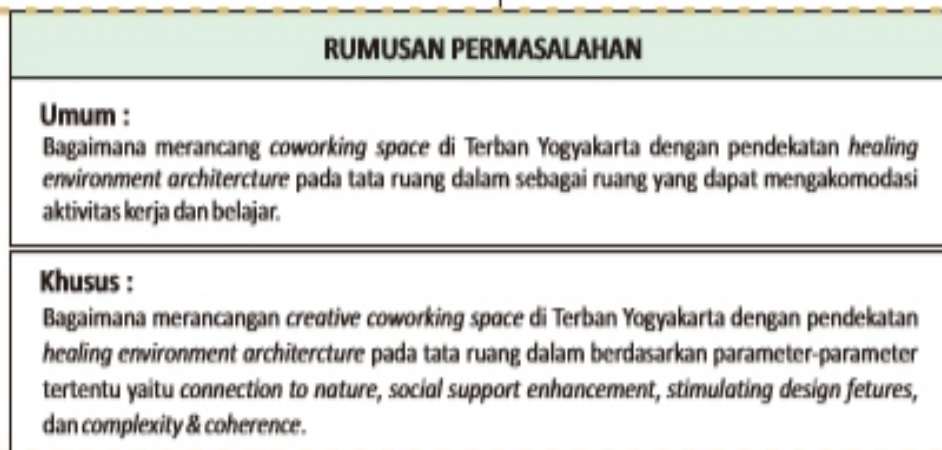 RUMUSAN PERMASALAHAN
Umum :
Bagaimana merancang coworking space di Terban Yogyakarta dengan pendekatan healing
environment architercture pada tata ruang dalam sebagai ruang yang dapat mengakomodasi
aktivitas kerja dan belajar.
Khusus :
Bagaimana merancangan creative coworking space di Terban Yogyakarta dengan pendekatan
healing environment architercture pada tata ruang dalam berdasarkan parameter-parameter
tertentu yaitu connection to nature, social support enhancement, stimulating design fetures,
dan complexity & coherence.